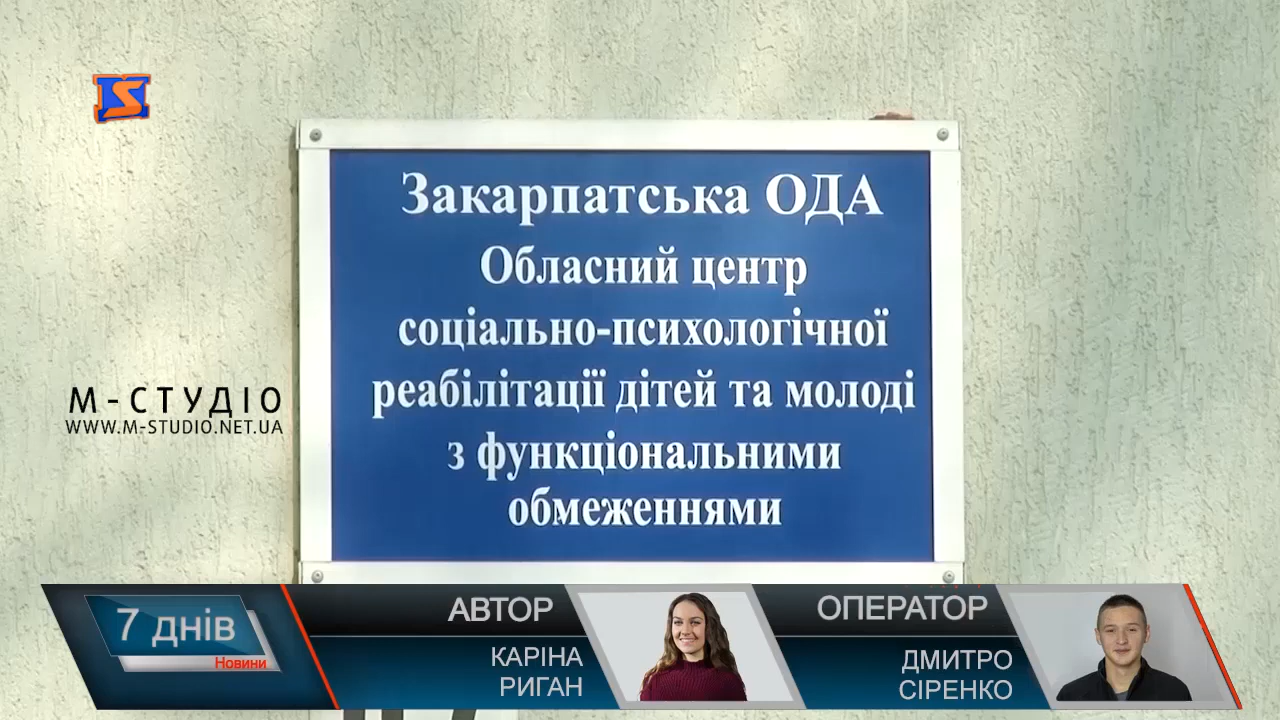 S
Закарпатська ОДА
Обласний центр
соціально-психологічної
реабілітації дітей та молоді
з функціональними
обмеженнями
М-СТУДІО
WWW.M-STUDIO.NET.UA
7 днів
Новини
АВТОР
КАРІНА
РИГАН
ОПЕРАТОР
ДМИТРО
СІРЕНКО